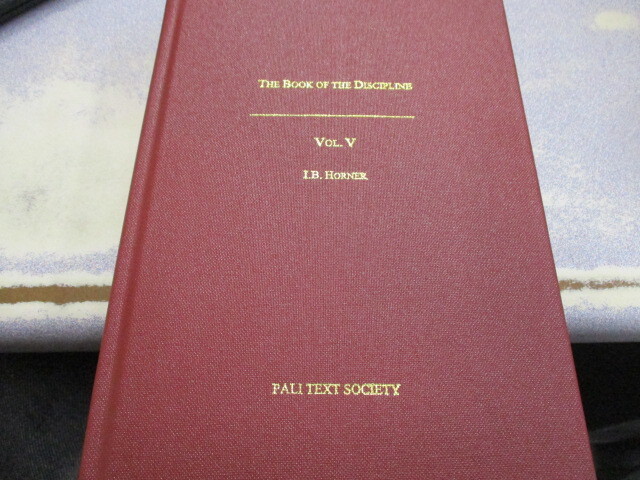 THE BOOK OF THE DISCIPLINE
VOL. V
I.B. HORNER
PALI TEXT SOCIETY